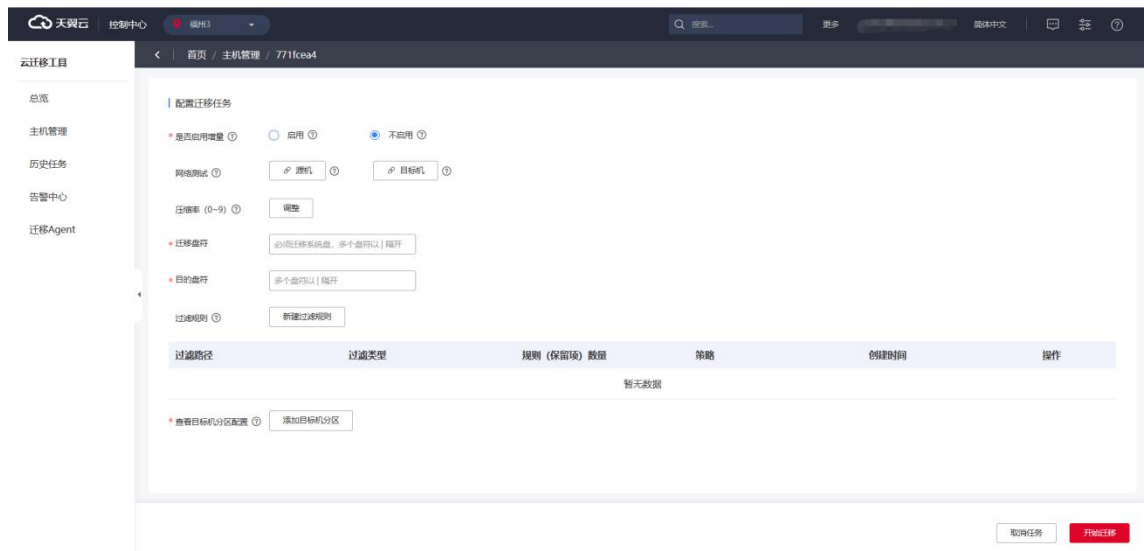 天翼云 控制中心 福州3 搜索... 更多 简体中文
云迁移工具
首页 / 主机管理 / 771fcea4
总览
主机管理
历史任务
告警中心
迁移Agent
配置迁移任务
* 是否启用增量 启用 不启用
网络测试 源机 目标机
压缩率 (0~9) 调整
* 迁移盘符 必须迁移系统盘，多个盘符以 | 隔开
* 目的盘符 多个盘符以 | 隔开
过滤规则 新建过滤规则
过滤路径 过滤类型 规则（保留项）数量 策略 创建时间 操作
暂无数据
* 查看目标机分区配置 添加目标机分区
取消任务 开始迁移